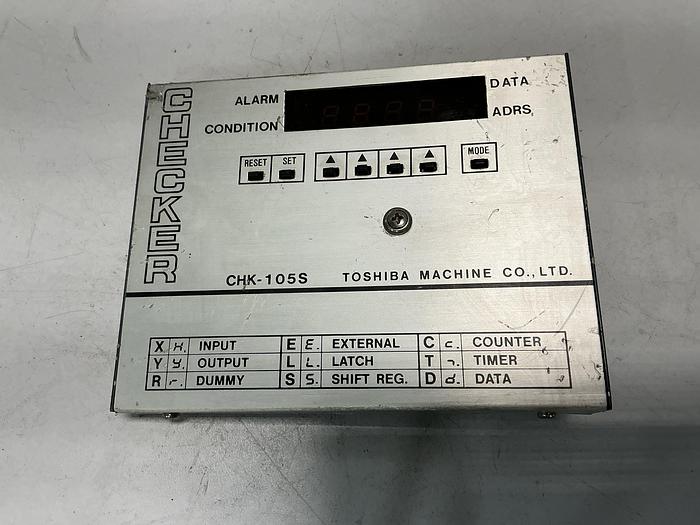 CHECKER
ALARM DATA
CONDITION ADRS
RESET SET MODE
CHK-105S TOSHIBA MACHINE CO., LTD.
X INPUT E EXTERNAL C COUNTER
Y OUTPUT L LATCH T TIMER
R DUMMY S SHIFT REG. D DATA